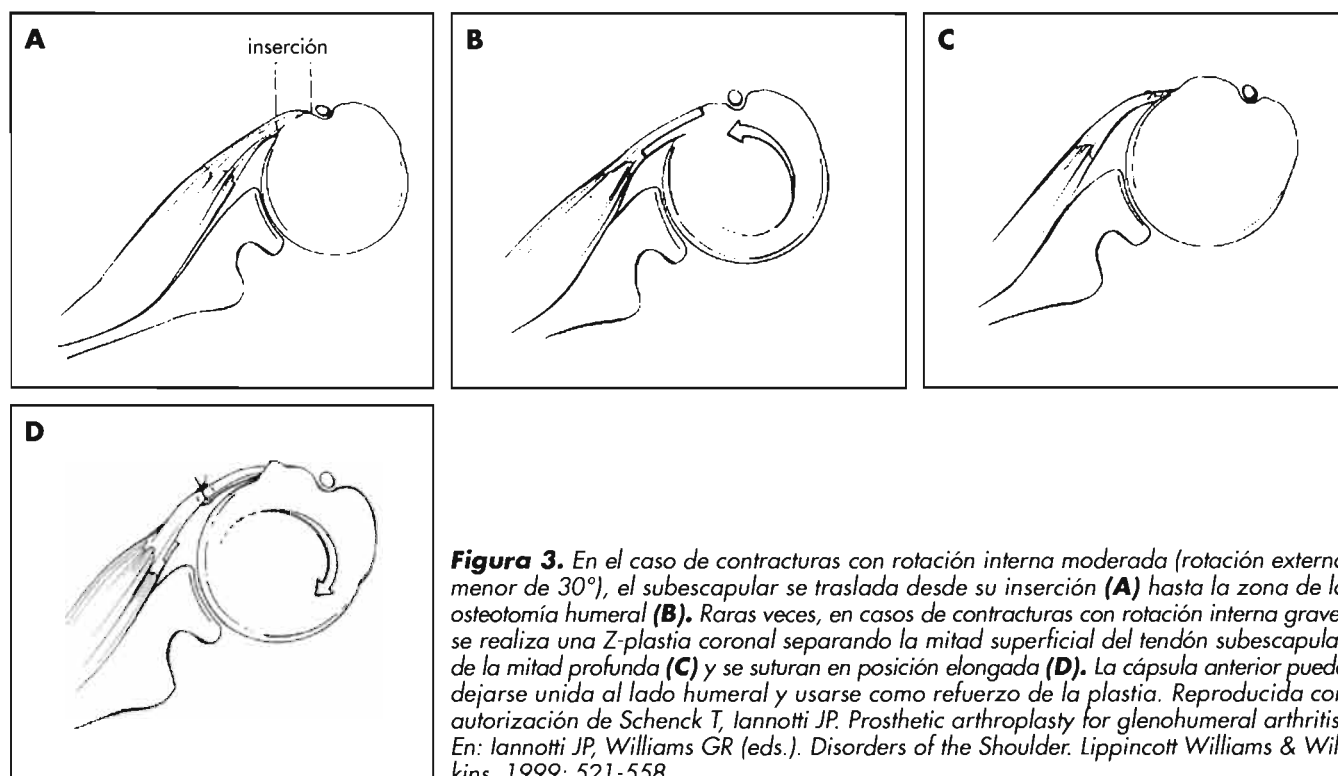 A
inserción
B
C
D
Figura 3. En el caso de contracturas con rotación interna moderada (rotación externa
menor de 30°), el subescapular se traslada desde su inserción (A) hasta la zona de la
osteotomía humeral (B). Raras veces, en casos de contracturas con rotación interna grave,
se realiza una Z-plastia coronal separando la mitad superficial del tendón subescapular
de la mitad profunda (C) y se suturan en posición elongada (D). La cápsula anterior puede
dejarse unida al lado humeral y usarse como refuerzo de la plastia. Reproducida con
autorización de Schenck T, Iannotti JP. Prosthetic arthroplasty for glenohumeral arthritis.
En: Iannotti JP, Williams GR (eds.). Disorders of the Shoulder. Lippincott Williams & Wil-
kins, 1999; 521-558.